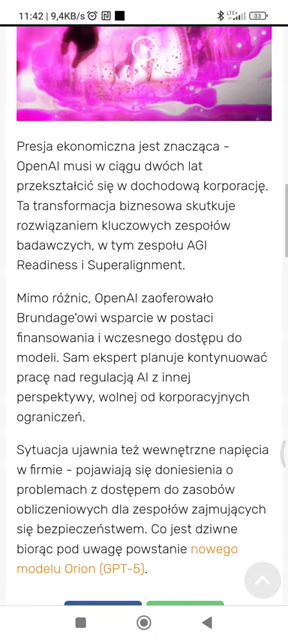 11:42 | 9,4KB/s
LTE+
33
Presja ekonomiczna jest znacząca -
OpenAI musi w ciągu dwóch lat
przekształcić się w dochodową korporację.
Ta transformacja biznesowa skutkuje
rozwiązaniem kluczowych zespołów
badawczych, w tym zespołu AGI
Readiness i Superalignment.
Mimo różnic, OpenAI zaoferowało
Brundage'owi wsparcie w postaci
finansowania i wczesnego dostępu do
modeli. Sam ekspert planuje kontynuować
pracę nad regulacją AI z innej
perspektywy, wolnej od korporacyjnych
ograniczeń.
Sytuacja ujawnia też wewnętrzne napięcia
w firmie - pojawiają się doniesienia o
problemach z dostępem do zasobów
obliczeniowych dla zespołów zajmujących
się bezpieczeństwem. Co jest dziwne
biorąc pod uwagę powstanie nowego
modelu Orion (GPT-5).